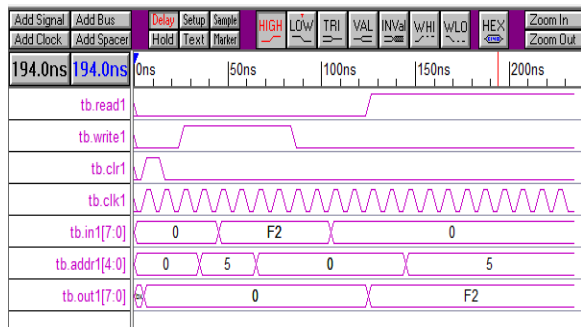 Add Signal Add Bus Delay Setup Sample HIGH LOW TRI VAL INVal WHI WLO HEX Zoom In
Add Clock Add Spacer Hold Text Marker Zoom Out
194.0ns 194.0ns 0ns 50ns 100ns 150ns 200ns
tb.read1
tb.write1
tb.clr1
tb.clk1
tb.in1[7:0] 0 F2 0
tb.addr1[4:0] 0 5 0 5
tb.out1[7:0] 0 F2